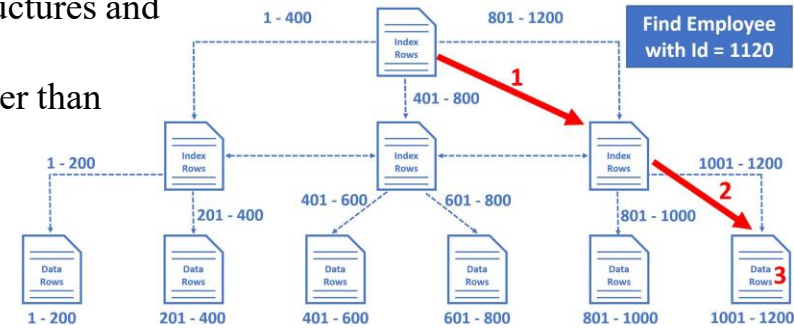 uctures and
er than
1 - 400
801 - 1200
Find Employee
with Id = 1120
Index
Rows
1
401 - 800
Index
Rows
Index
Rows
Index
Rows
1 - 200
1001 - 1200
2
201 - 400
401 - 600
601 - 800
801 - 1000
Data
Rows
Data
Rows
Data
Rows
Data
Rows
Data
Rows
Data
Rows
3
1 - 200
201 - 400
401 - 600
601 - 800
801 - 1000
1001 - 1200